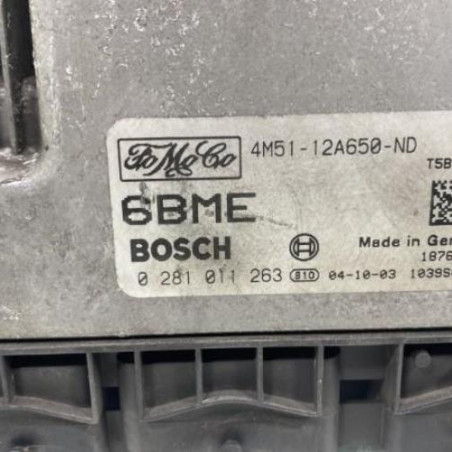 FoMoCo 4M51-12A650-ND
T5B
6BME
BOSCH Made in Ger
1876
0 281 011 263 810 04-10-03 1039S